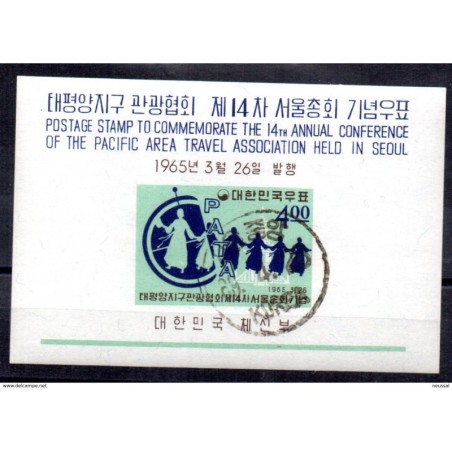 태평양지구 관광협회 제14차 서울총회 기념우표
POSTAGE STAMP TO COMMEMORATE THE 14TH ANNUAL CONFERENCE
OF THE PACIFIC AREA TRAVEL ASSOCIATION HELD IN SEOUL
1965년 3월 26일 발행
대한민국우표
4.00
PATA
1965 3.26
태평양지구관광협회제14차서울총회기념
대한민국 체신부